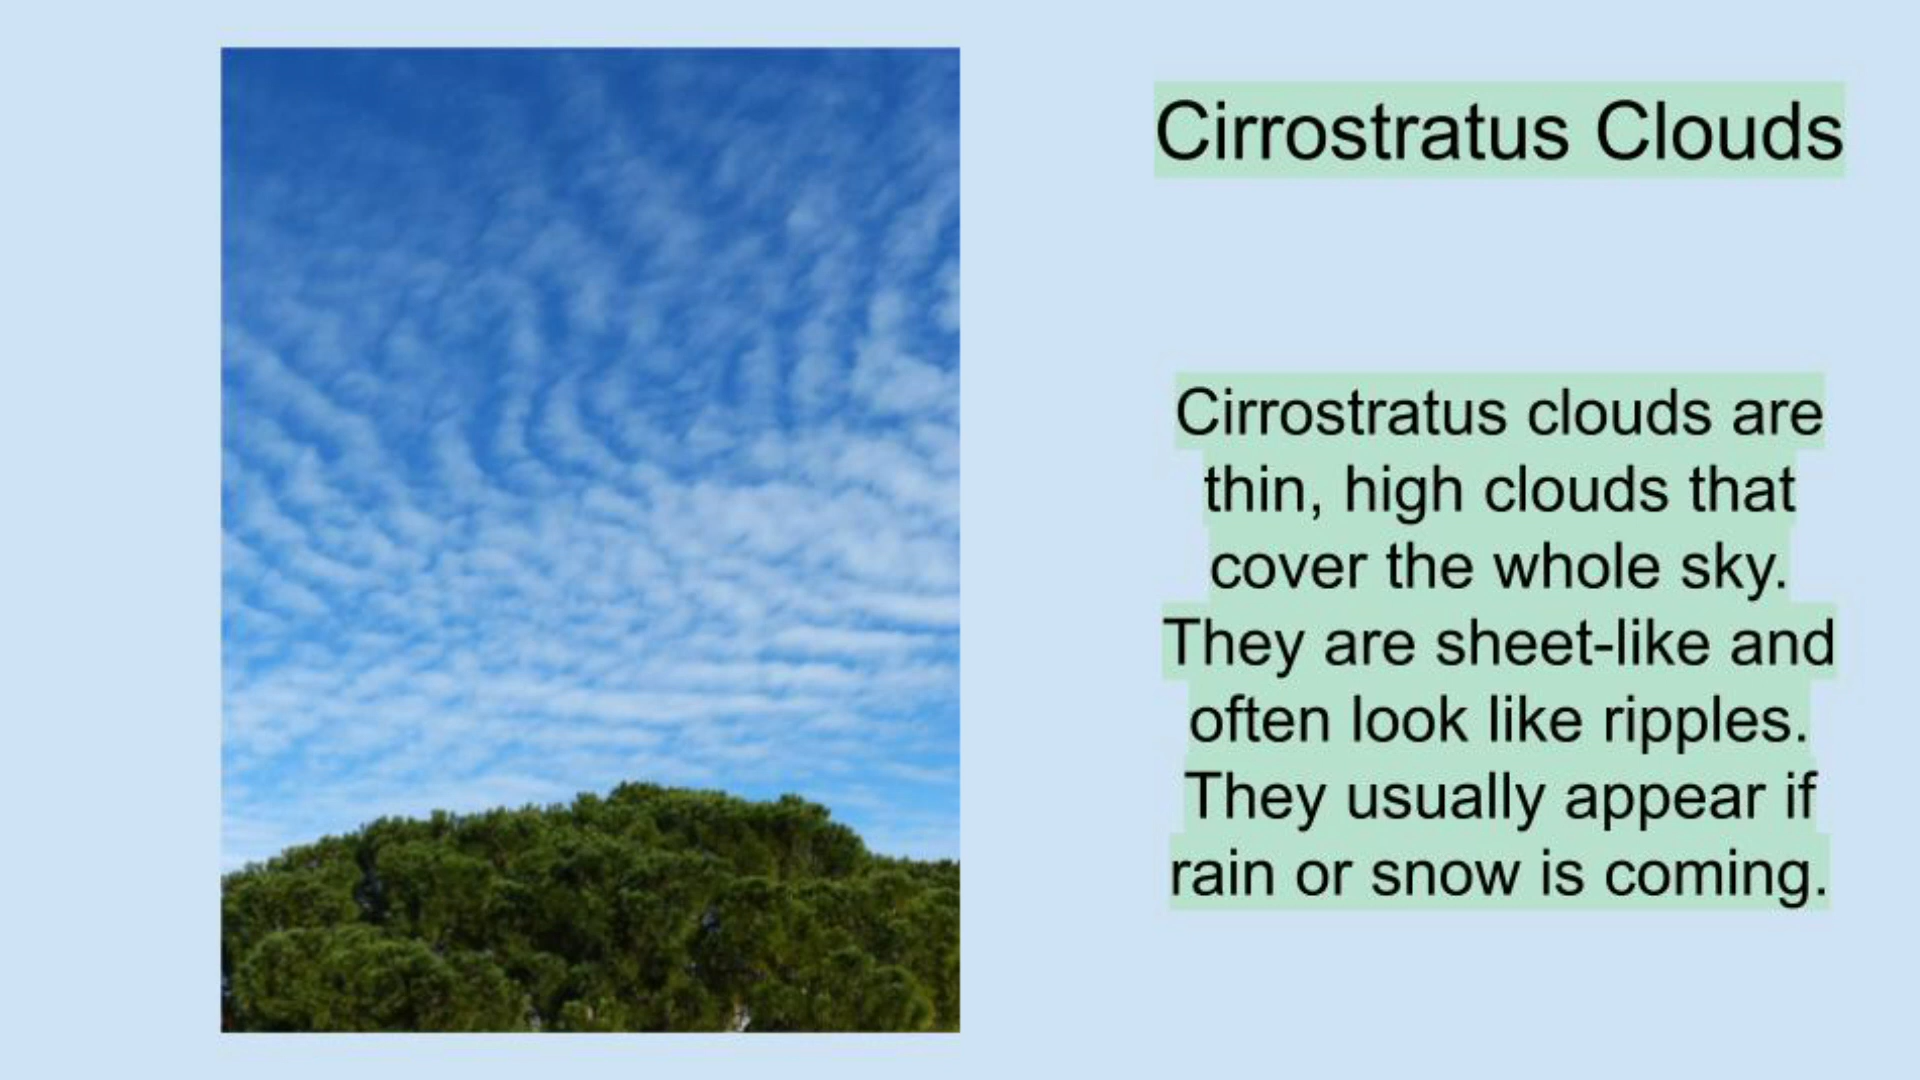 Cirrostratus Clouds
Cirrostratus clouds are
thin, high clouds that
cover the whole sky.
They are sheet-like and
often look like ripples.
They usually appear if
rain or snow is coming.